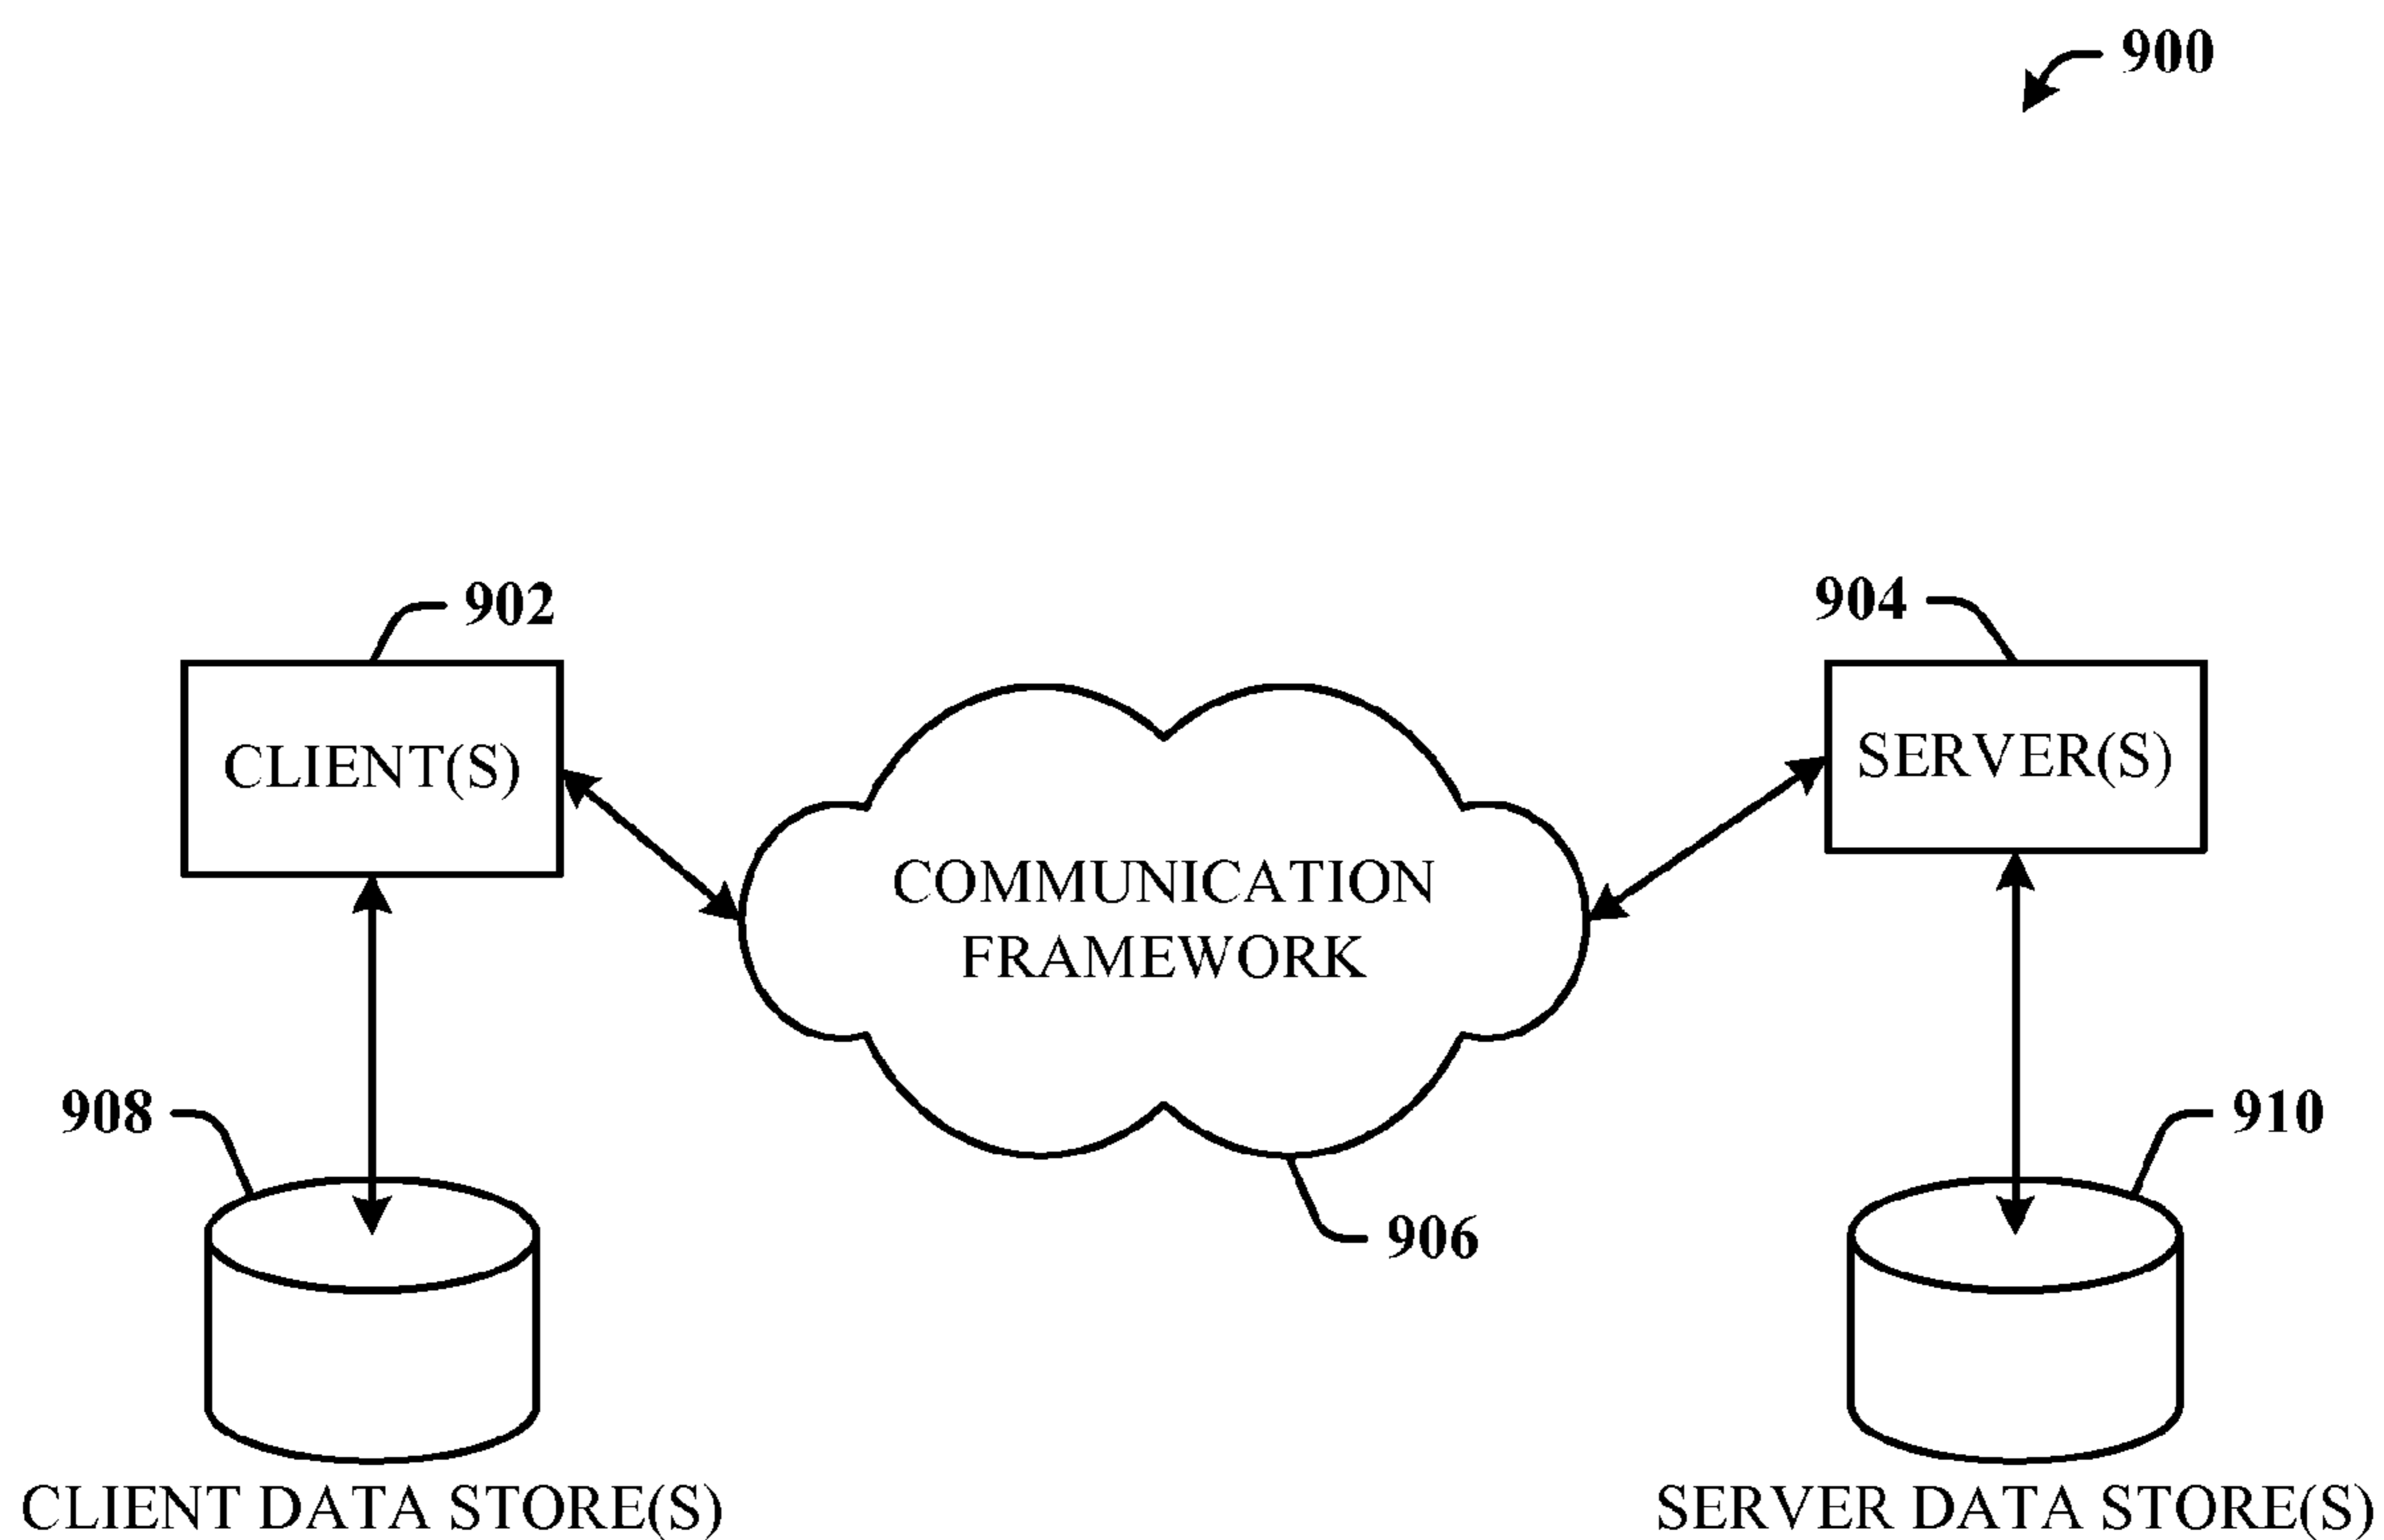 900
902
904
CLIENT(S)
SERVER(S)
COMMUNICATION
FRAMEWORK
908
910
906
CLIENT DATA STORE(S)
SERVER DATA STORE(S)